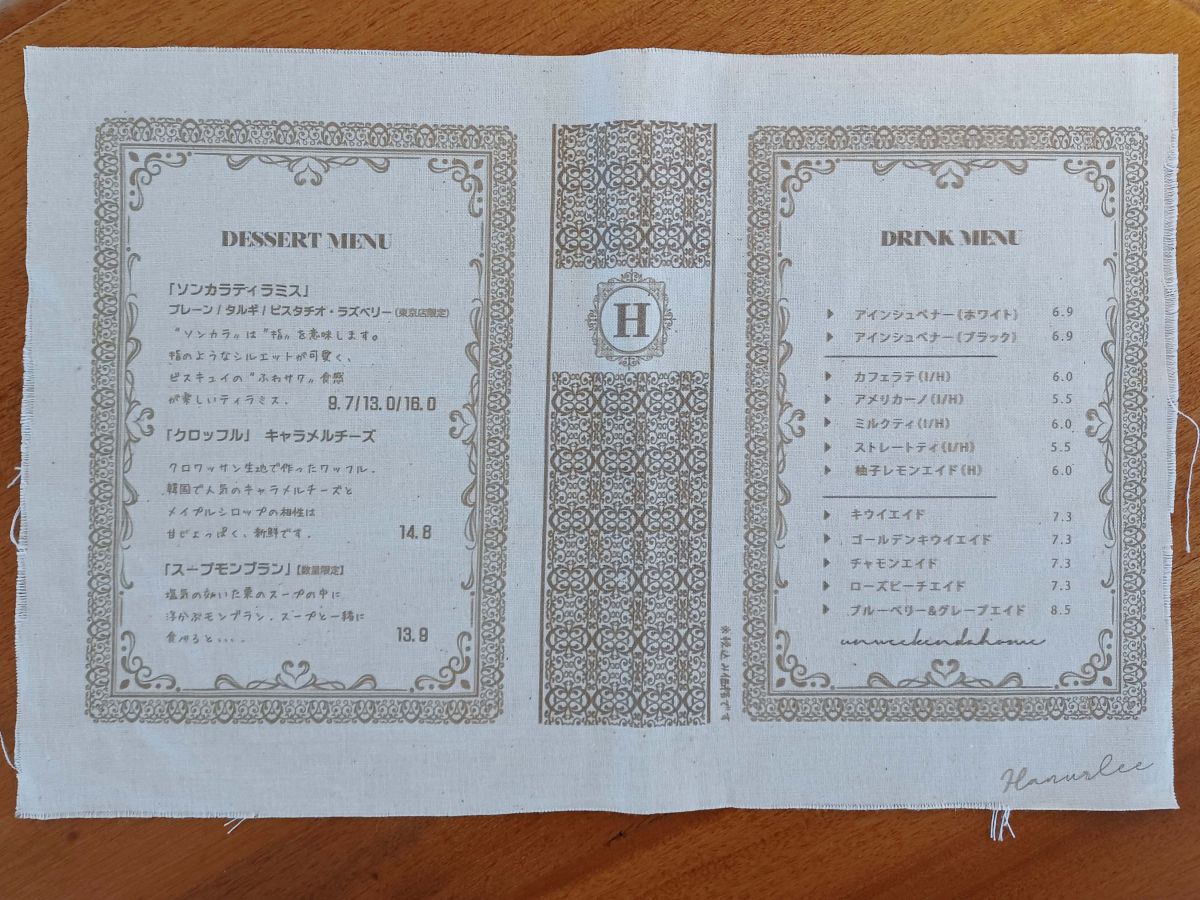 DESSERT MENU
「ソンカラティラミス」
プレーン / タルギ / ピスタチオ・ラズベリー (東京店限定)
"ソンカラ"は"指"を意味します。
指のようなシルエットが可愛く、
ビスキュイの"ふわサク"食感
が楽しいティラミス. 9.7/13.0/16.0
「クロッフル」 キャラメルチーズ
クロワッサン生地で作ったワッフル.
韓国で人気のキャラメルチーズと
メイプルシロップの相性は
甘じょっぱく、新鮮です. 14.8
「スープモンブラン」【数量限定】
塩気の効いた栗のスープの中に
浮かぶモンブラン. スープと一緒に
食べると... 13.9
H
※税込み価格です
DRINK MENU
アインシュペナー(ホワイト) 6.9
アインシュペナー(ブラック) 6.9
カフェラテ(I/H) 6.0
アメリカーノ(I/H) 5.5
ミルクティ(I/H) 6.0
ストレートティ(I/H) 5.5
柚子レモンエイド(H) 6.0
キウイエイド 7.3
ゴールデンキウイエイド 7.3
チャモンエイド 7.3
ローズピーチエイド 7.3
ブルーベリー&グレープエイド 8.5
unweekendahome
Hanurlee